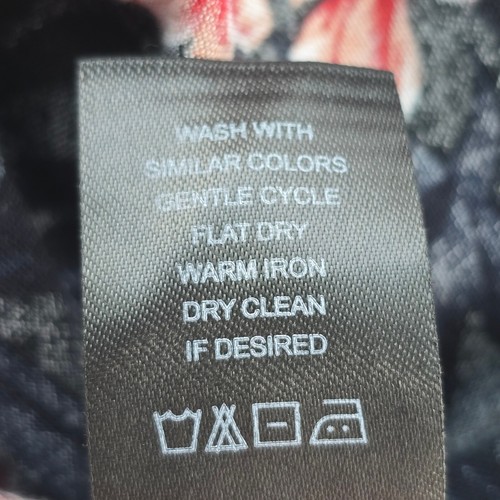 WASH WITH
SIMILAR COLORS
GENTLE CYCLE
FLAT DRY
WARM IRON
DRY CLEAN
IF DESIRED